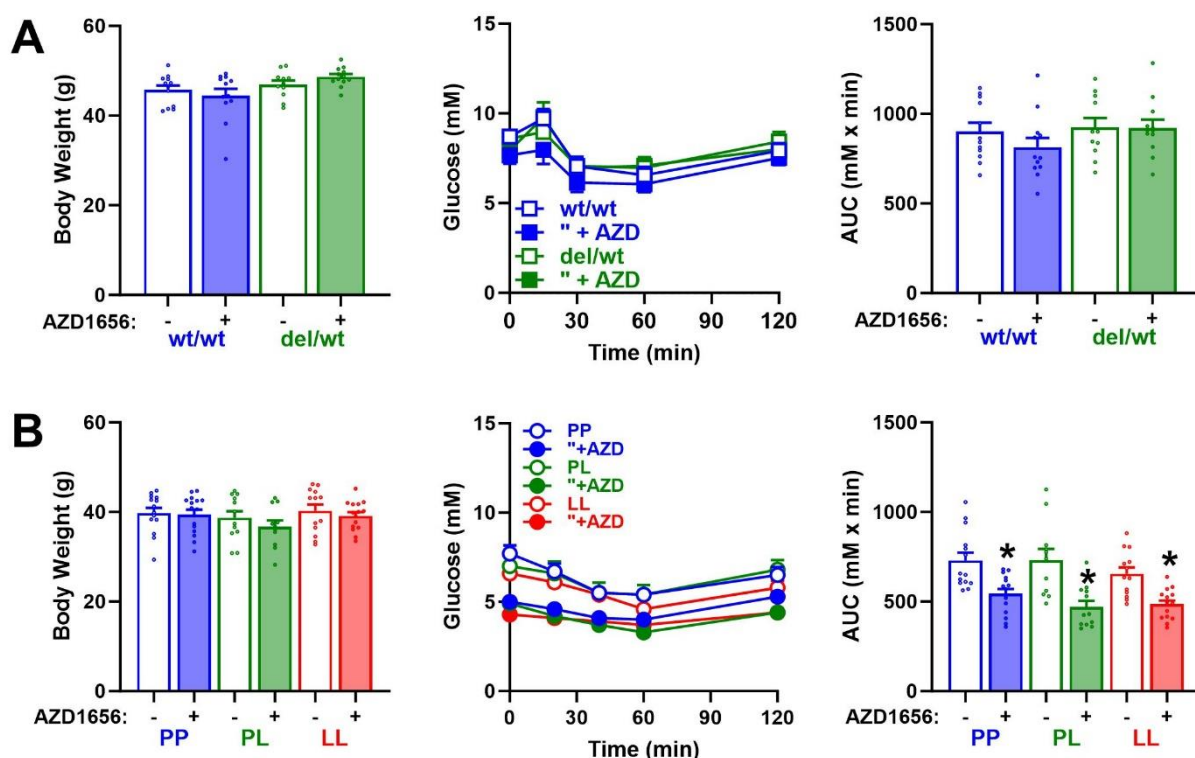 A
Body Weight (g)
60
40
20
0
AZD1656: - + - +
wt/wt del/wt
Glucose (mM)
15
10
5
0
wt/wt
" + AZD
del/wt
" + AZD
0 30 60 90 120
Time (min)
AUC (mM x min)
1500
1000
500
0
AZD1656: - + - +
wt/wt del/wt
B
Body Weight (g)
60
40
20
0
AZD1656: - + - + - +
PP PL LL
Glucose (mM)
15
10
5
0
PP
"+AZD
PL
"+AZD
LL
"+AZD
0 30 60 90 120
Time (min)
AUC (mM x min)
1500
1000
500
0
* * *
AZD1656: - + - + - +
PP PL LL